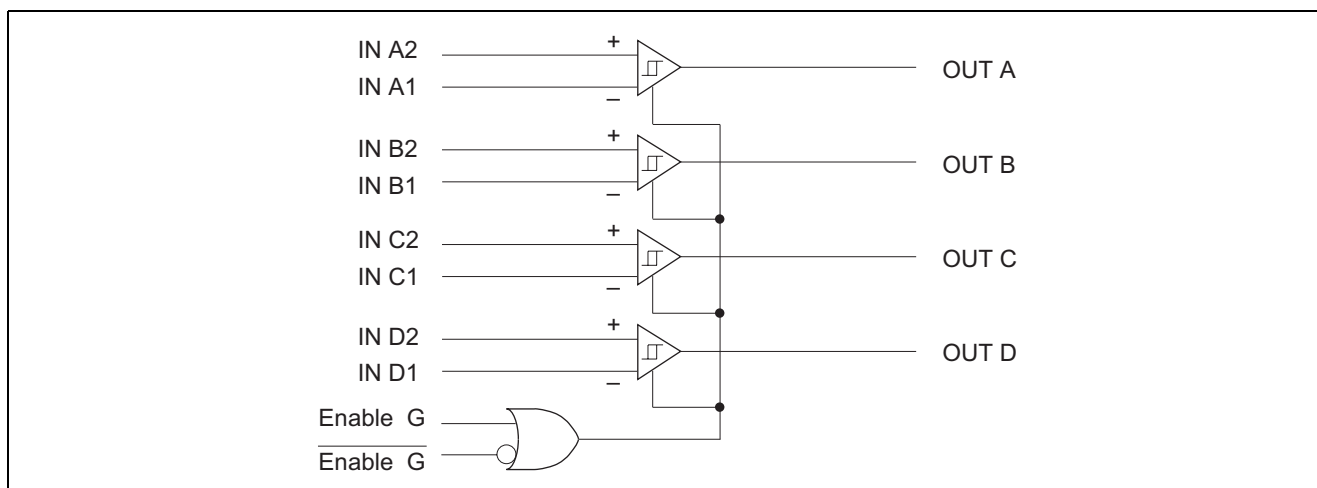 IN A2
+
IN A1
–
OUT A
IN B2
+
IN B1
–
OUT B
IN C2
+
IN C1
–
OUT C
IN D2
+
IN D1
–
OUT D
Enable G
Enable G